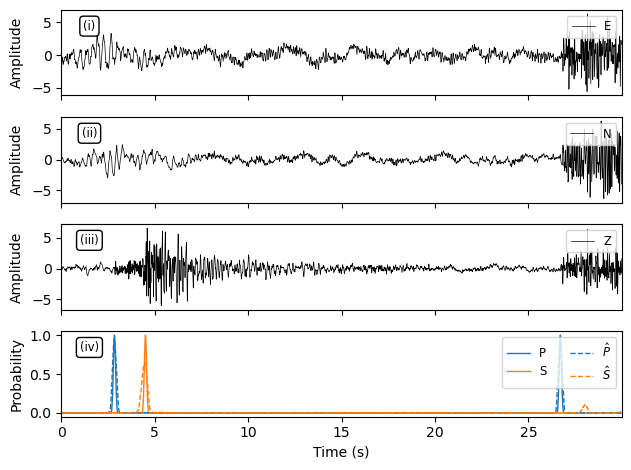 Amplitude
5
0
−5
(i)
E
Amplitude
5
0
−5
(ii)
N
Amplitude
5
0
−5
(iii)
Z
Probability
1.0
0.5
0.0
(iv)
P
S
P̂
Ŝ
0 5 10 15 20 25
Time (s)